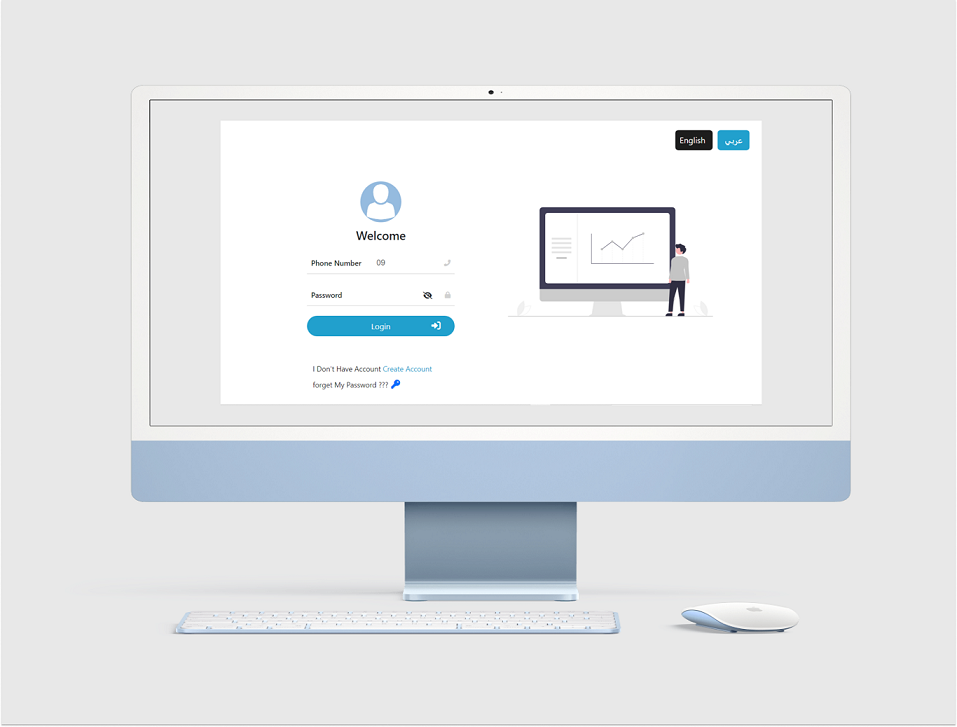 English
عربي
Welcome
Phone Number 09
Password
Login
I Don't Have Account Create Account
forget My Password ???